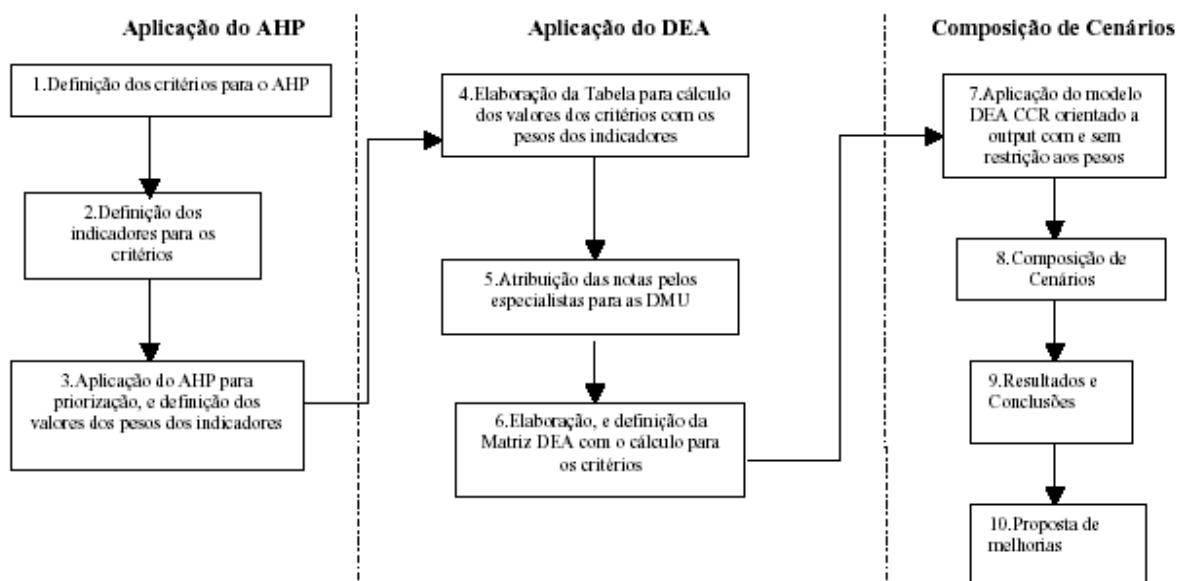 Aplicação do AHP
1.Definição dos critérios para o AHP
2.Definição dos
indicadores para os
critérios
3.Aplicação do AHP para
priorização, e definição dos
valores dos pesos dos indicadores
Aplicação do DEA
4.Elaboração da Tabela para cálculo
dos valores dos critérios com os
pesos dos indicadores
5.Atribuição das notas pelos
especialistas para as DMU
6.Elaboração, e definição da
Matriz DEA com o cálculo para
os critérios
Composição de Cenários
7.Aplicação do modelo
DEA CCR orientado a
output com e sem
restrição aos pesos
8.Composição de
Cenários
9.Resultados e
Conclusões
10.Proposta de
melhorias